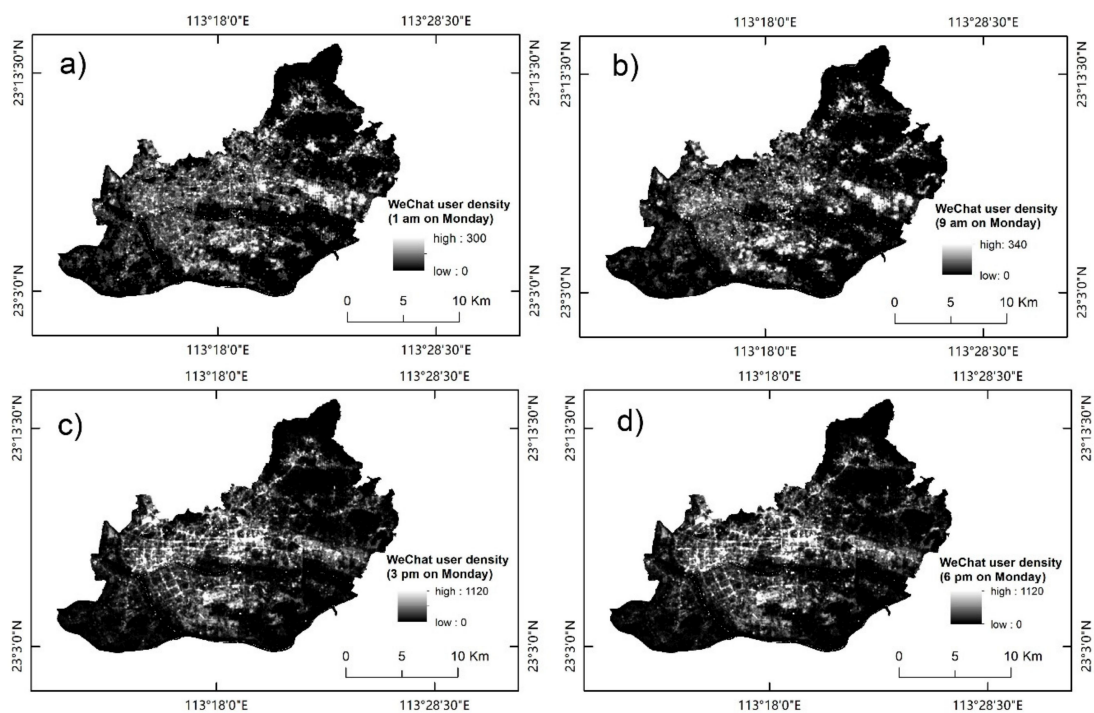 113°18'0"E 113°28'30"E
a)
23°13'30"N 23°13'30"N
WeChat user density
(1 am on Monday)
high : 300
low : 0
0 5 10 Km
23°3'0"N 23°3'0"N
113°18'0"E 113°28'30"E
113°18'0"E 113°28'30"E
b)
23°13'30"N 23°13'30"N
WeChat user density
(9 am on Monday)
high: 340
low: 0
0 5 10 Km
23°3'0"N 23°3'0"N
113°18'0"E 113°28'30"E
113°18'0"E 113°28'30"E
c)
23°13'30"N 23°13'30"N
WeChat user density
(3 pm on Monday)
high : 1120
low : 0
0 5 10 Km
23°3'0"N 23°3'0"N
113°18'0"E 113°28'30"E
113°18'0"E 113°28'30"E
d)
23°13'30"N 23°13'30"N
WeChat user density
(6 pm on Monday)
high : 1120
low : 0
0 5 10 Km
23°3'0"N 23°3'0"N
113°18'0"E 113°28'30"E